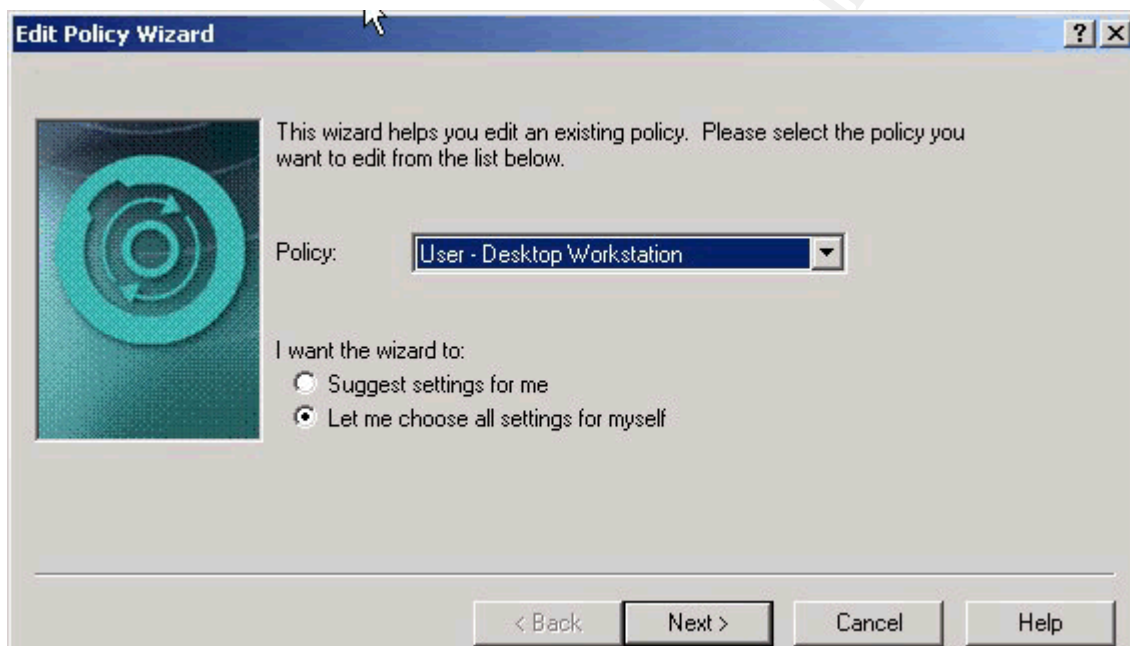 Edit Policy Wizard
This wizard helps you edit an existing policy. Please select the policy you
want to edit from the list below.
Policy: User - Desktop Workstation
I want the wizard to:
Suggest settings for me
Let me choose all settings for myself
< Back Next > Cancel Help